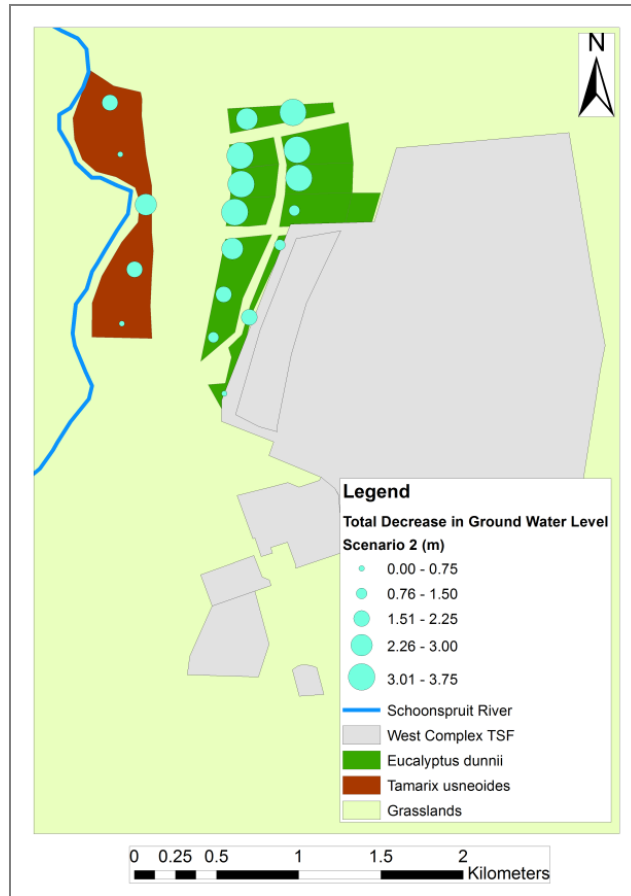 N
Legend
Total Decrease in Ground Water Level
Scenario 2 (m)
0.00 - 0.75
0.76 - 1.50
1.51 - 2.25
2.26 - 3.00
3.01 - 3.75
Schoonspruit River
West Complex TSF
Eucalyptus dunnii
Tamarix usneoides
Grasslands
0 0.25 0.5 1 1.5 2
Kilometers